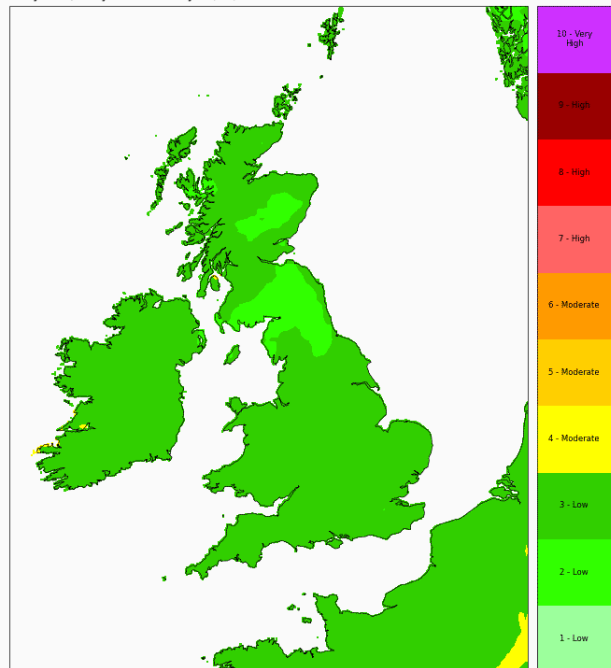 10 - Very
High
9 - High
8 - High
7 - High
6 - Moderate
5 - Moderate
4 - Moderate
3 - Low
2 - Low
1 - Low